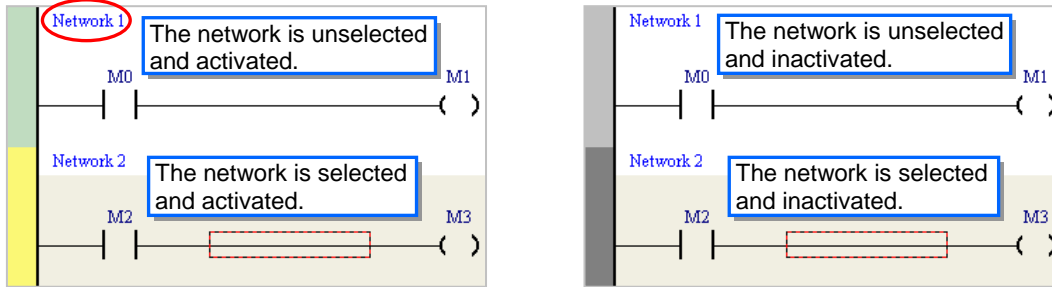 Network 1
The network is unselected
and activated.
M0
M1
Network 2
The network is selected
and activated.
M2
M3
Network 1
The network is unselected
and inactivated.
M0
M1
Network 2
The network is selected
and inactivated.
M2
M3